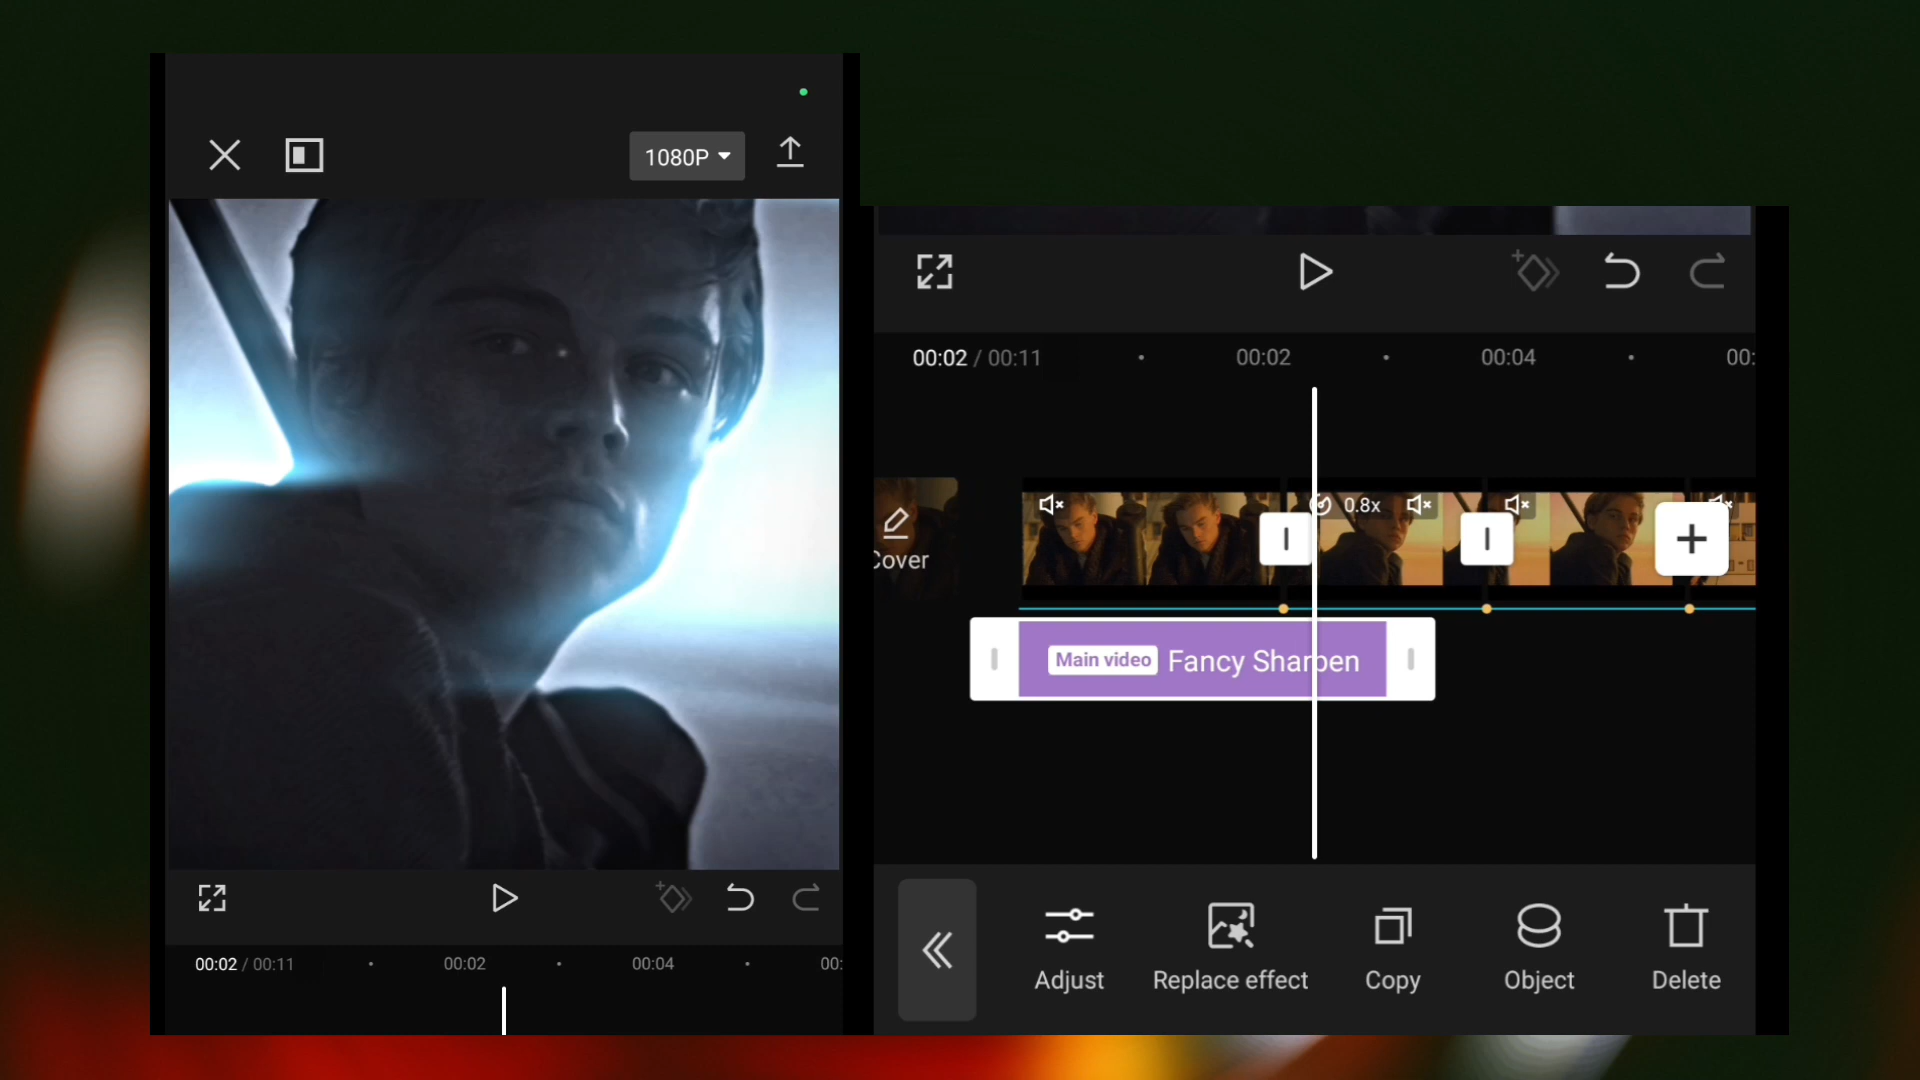 1080P
00:02 / 00:11
00:02
00:04
00:
00:02 / 00:11
00:02
00:04
00:
0.8x
Cover
Main video Fancy Sharpen
Adjust
Replace effect
Copy
Object
Delete